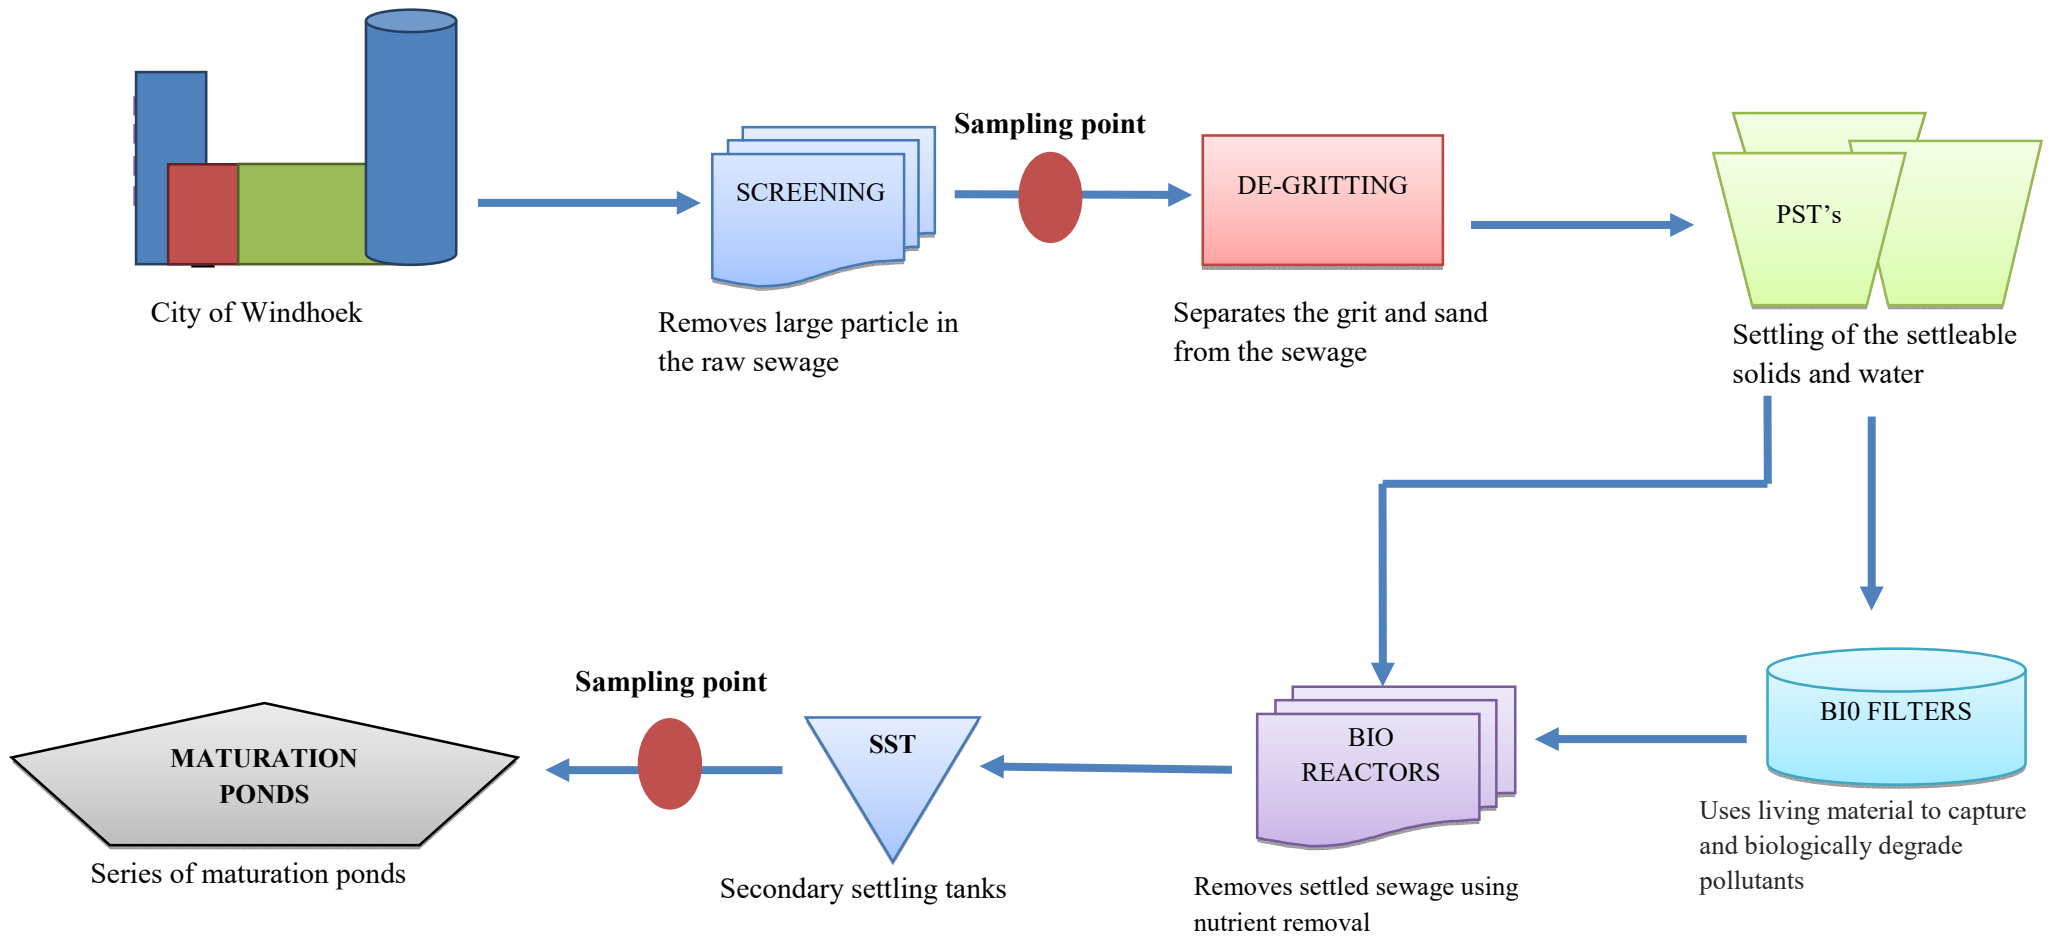 Sampling point
SCREENING
DE-GRITTING
PST’s
City of Windhoek
Removes large particle in
the raw sewage
Separates the grit and sand
from the sewage
Settling of the settleable
solids and water
Sampling point
MATURATION
PONDS
SST
BIO
REACTORS
BI0 FILTERS
Series of maturation ponds
Secondary settling tanks
Removes settled sewage using
nutrient removal
Uses living material to capture
and biologically degrade
pollutants